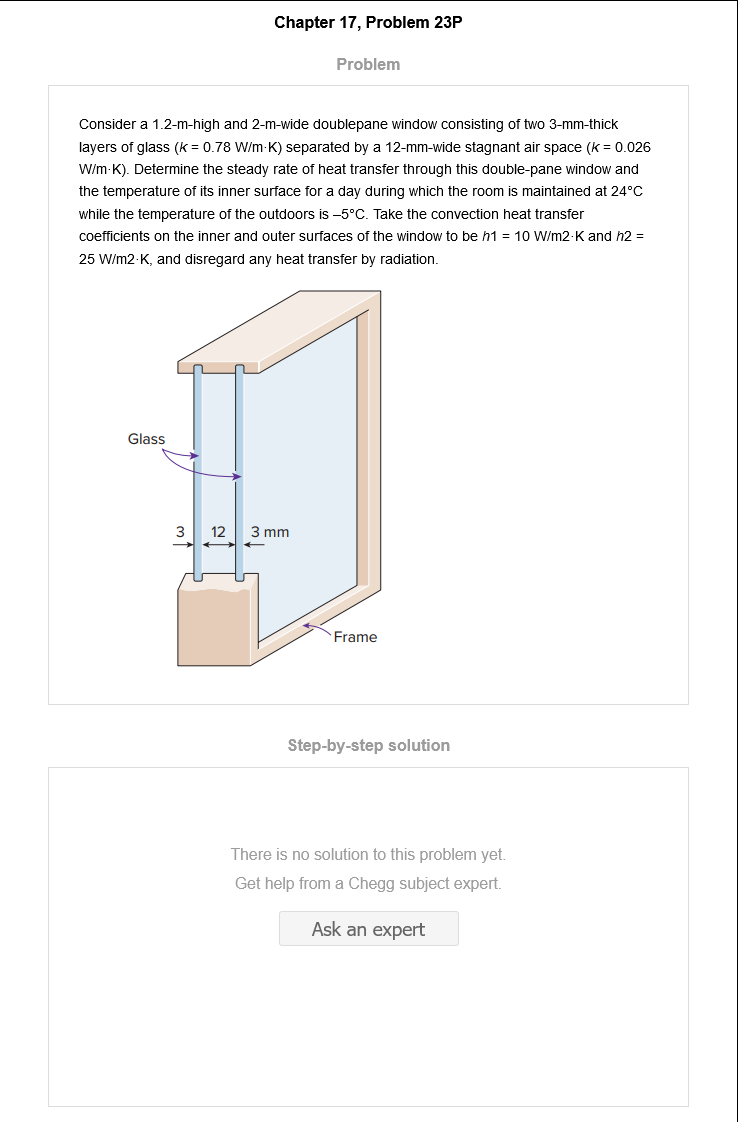 Chapter 17, Problem 23P
Problem
Consider a 1.2-m-high and 2-m-wide doublepane window consisting of two 3-mm-thick
layers of glass (k = 0.78 W/m·K) separated by a 12-mm-wide stagnant air space (k = 0.026
W/m·K). Determine the steady rate of heat transfer through this double-pane window and
the temperature of its inner surface for a day during which the room is maintained at 24°C
while the temperature of the outdoors is –5°C. Take the convection heat transfer
coefficients on the inner and outer surfaces of the window to be h1 = 10 W/m2·K and h2 =
25 W/m2·K, and disregard any heat transfer by radiation.
Glass
3 12 3 mm
Frame
Step-by-step solution
There is no solution to this problem yet.
Get help from a Chegg subject expert.
Ask an expert